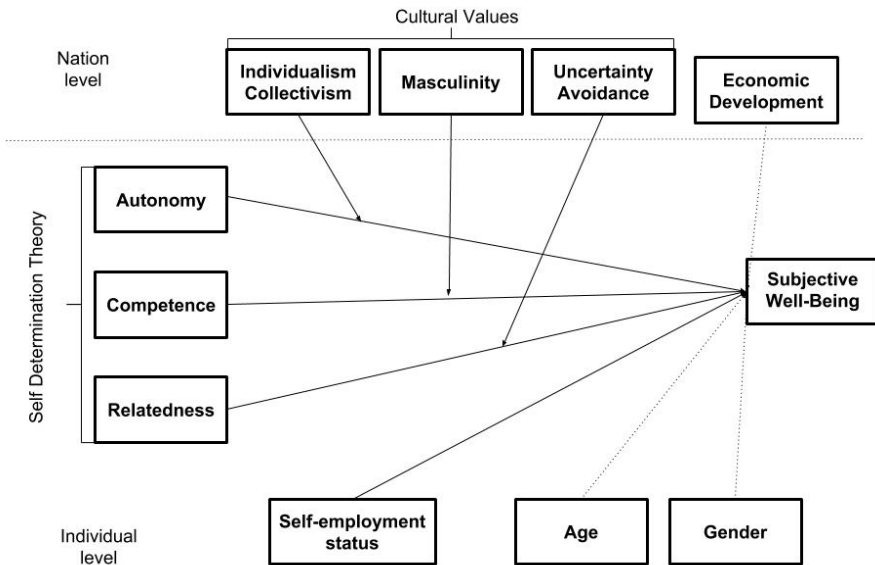 Cultural Values
Nation
level
Individualism
Collectivism
Masculinity
Uncertainty
Avoidance
Economic
Development
Self Determination Theory
Autonomy
Competence
Relatedness
Subjective
Well-Being
Self-employment
status
Age
Gender
Individual
level